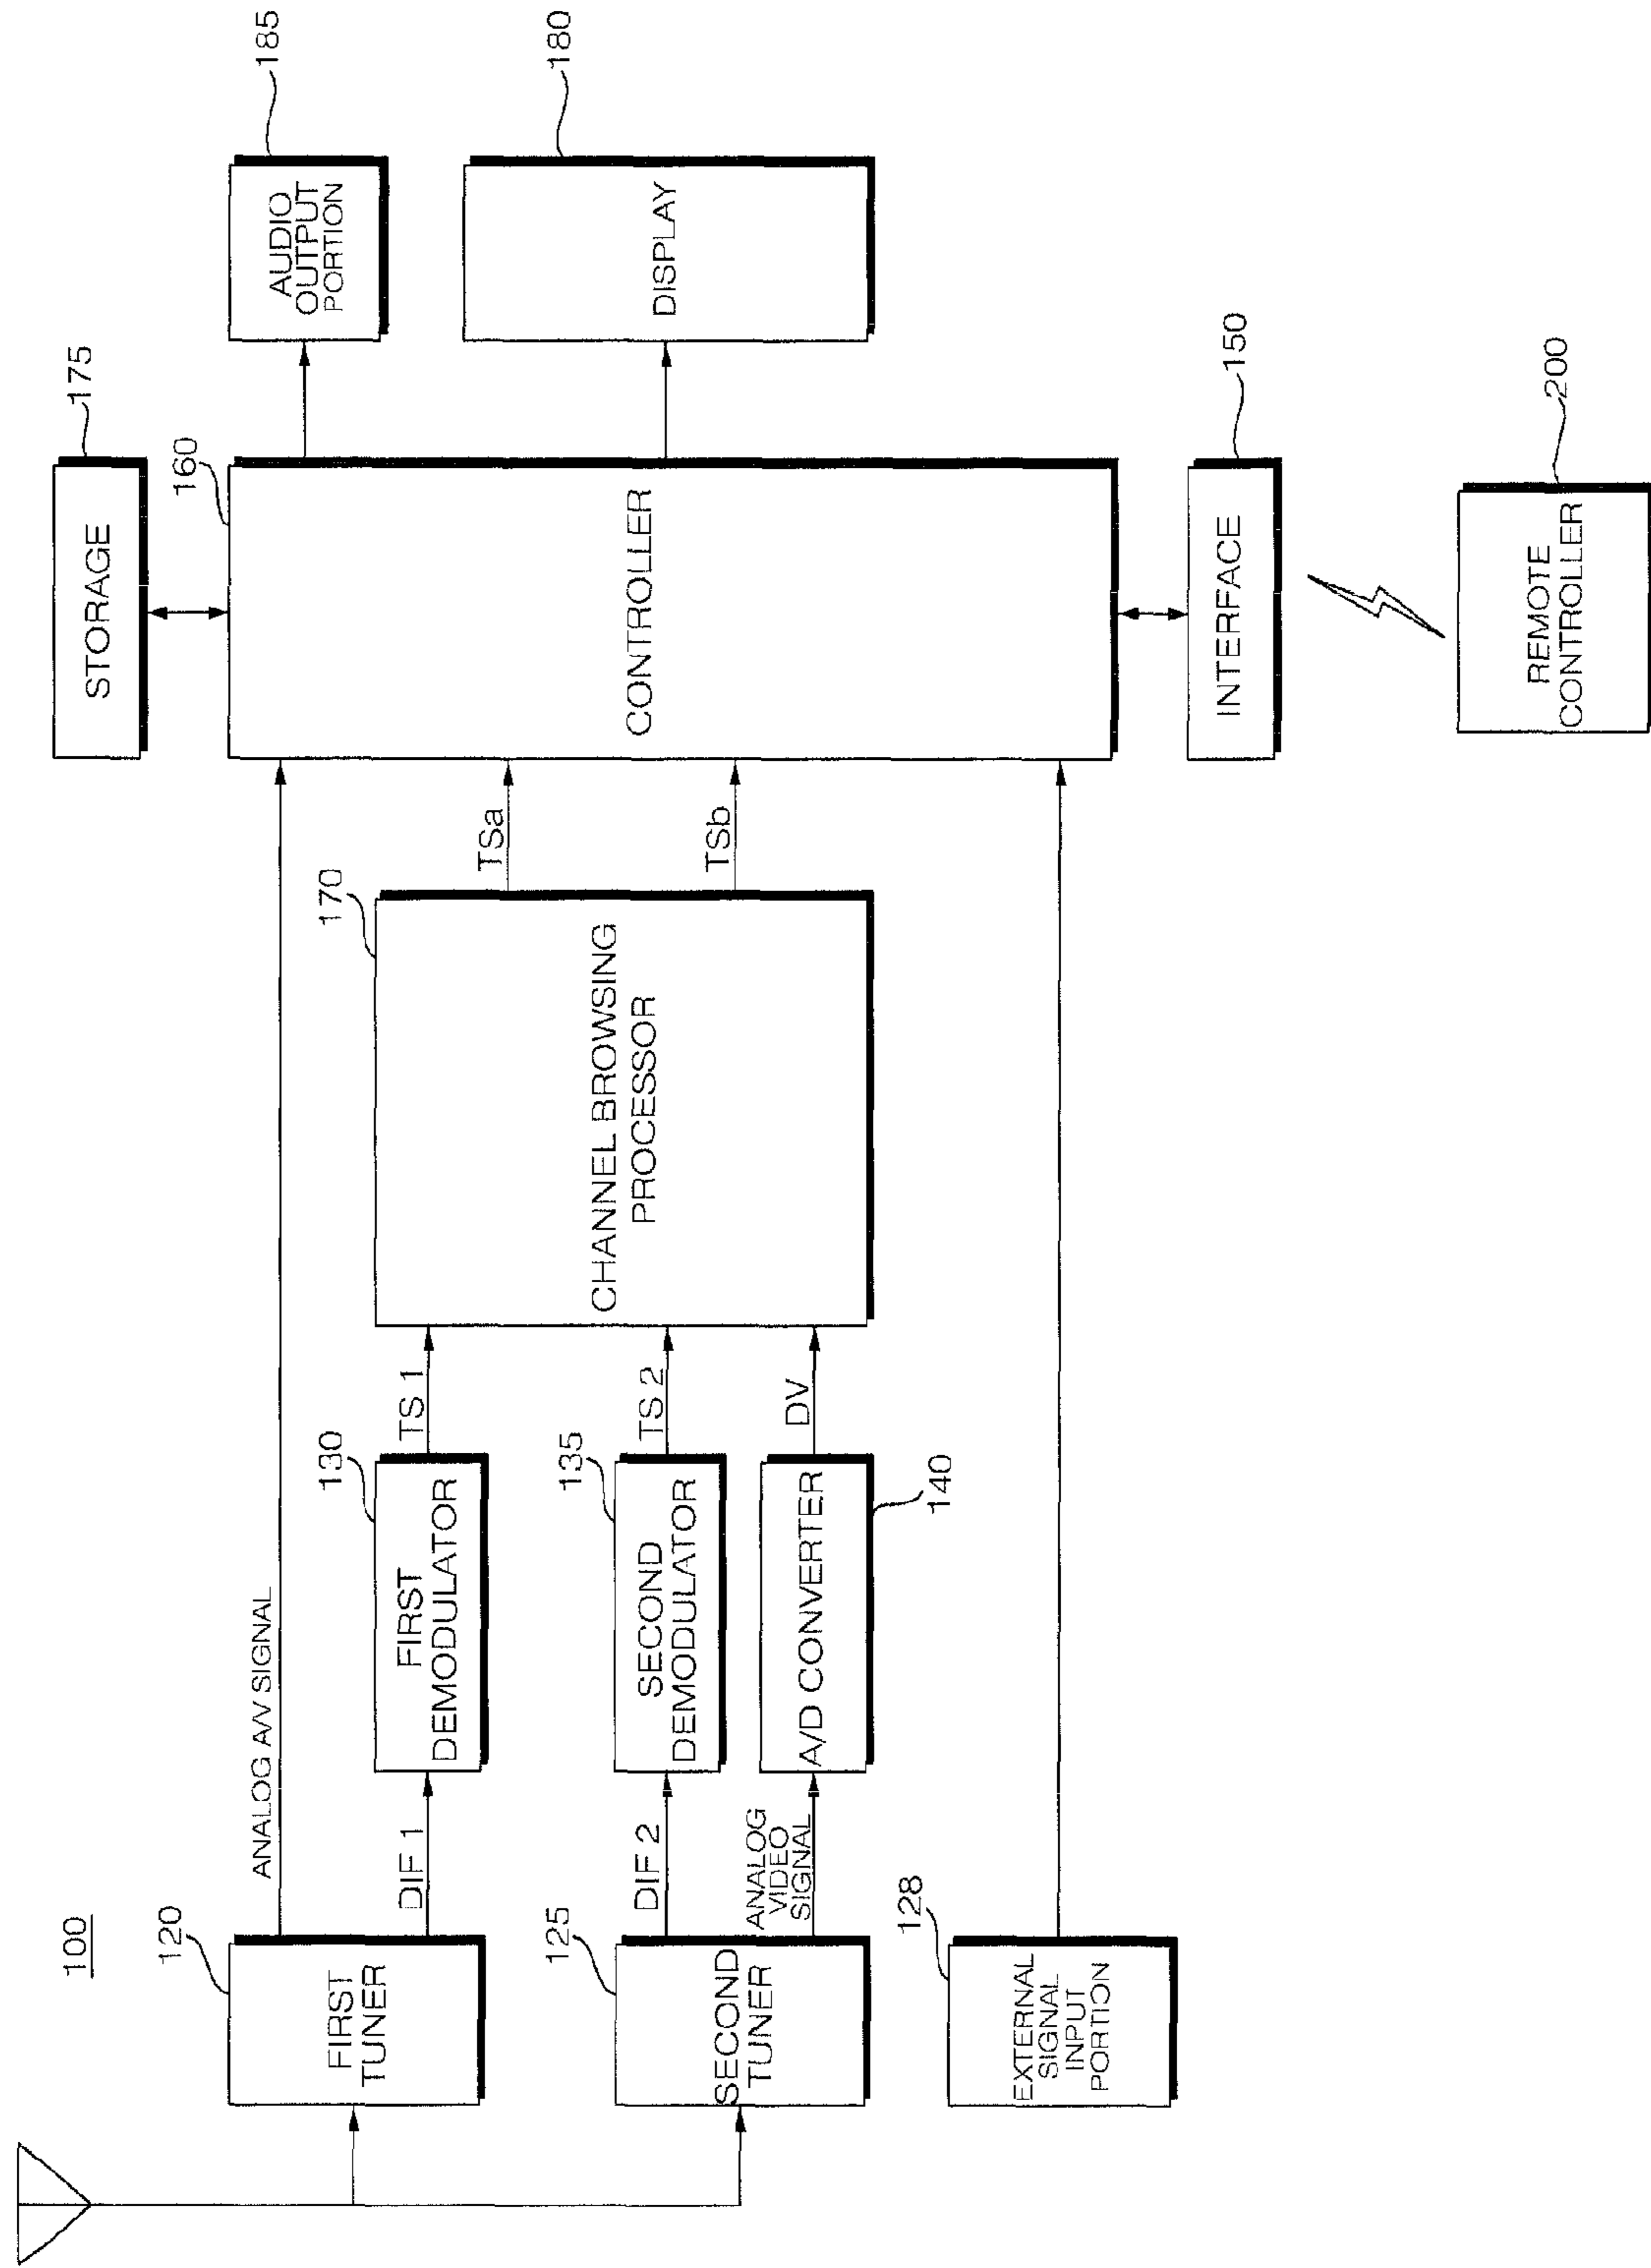 100
175
STORAGE
160
185
AUDIO
OUTPUT
PORTION
120
FIRST
TUNER
ANALOG A/V SIGNAL
DIF 1
130
FIRST
DEMODULATOR
TS 1
170
CHANNEL BROWSING
PROCESSOR
TSa
TSb
CONTROLLER
180
DISPLAY
125
SECOND
TUNER
DIF 2
135
SECOND
DEMODULATOR
TS 2
ANALOG
VIDEO
SIGNAL
A/D CONVERTER
140
DV
128
EXTERNAL
SIGNAL
INPUT
PORTION
INTERFACE
150
REMOTE
CONTROLLER
200